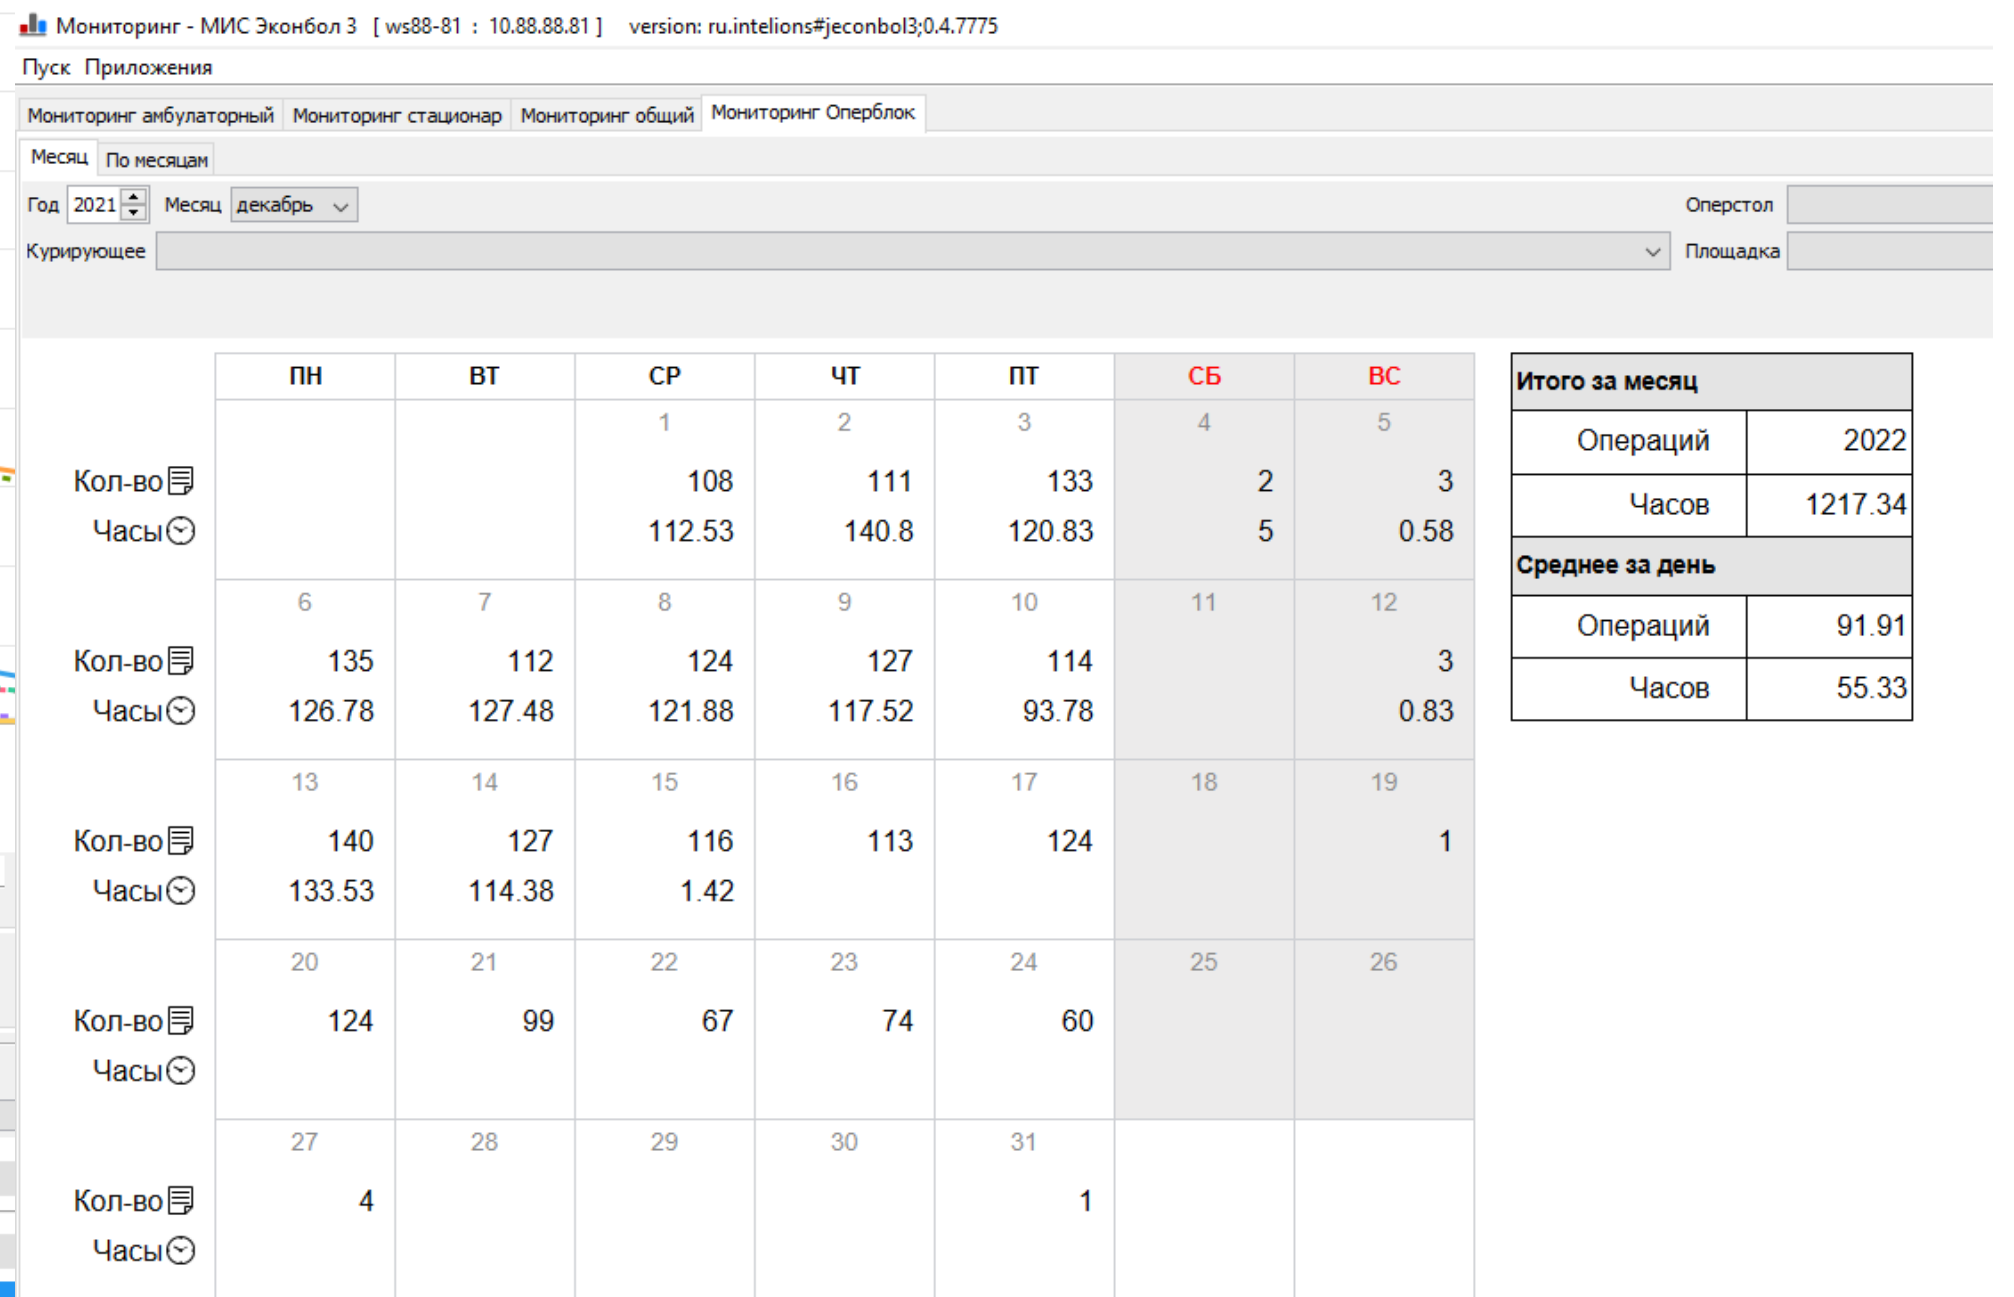 Мониторинг - МИС Эконбол 3 [ ws88-81 : 10.88.88.81 ] version: ru.intelions#jeconbol3;0.4.7775
Пуск Приложения
Мониторинг амбулаторный Мониторинг стационар Мониторинг общий Мониторинг Оперблок
Месяц По месяцам
Год 2021 Месяц декабрь Оперстол
Курирующее Площадка
ПН ВТ СР ЧТ ПТ СБ ВС
1 2 3 4 5
Кол-во 108 111 133 2 3
Часы 112.53 140.8 120.83 5 0.58
6 7 8 9 10 11 12
Кол-во 135 112 124 127 114 3
Часы 126.78 127.48 121.88 117.52 93.78 0.83
13 14 15 16 17 18 19
Кол-во 140 127 116 113 124 1
Часы 133.53 114.38 1.42
20 21 22 23 24 25 26
Кол-во 124 99 67 74 60
Часы
27 28 29 30 31
Кол-во 4 1
Часы
Итого за месяц
Операций 2022
Часов 1217.34
Среднее за день
Операций 91.91
Часов 55.33